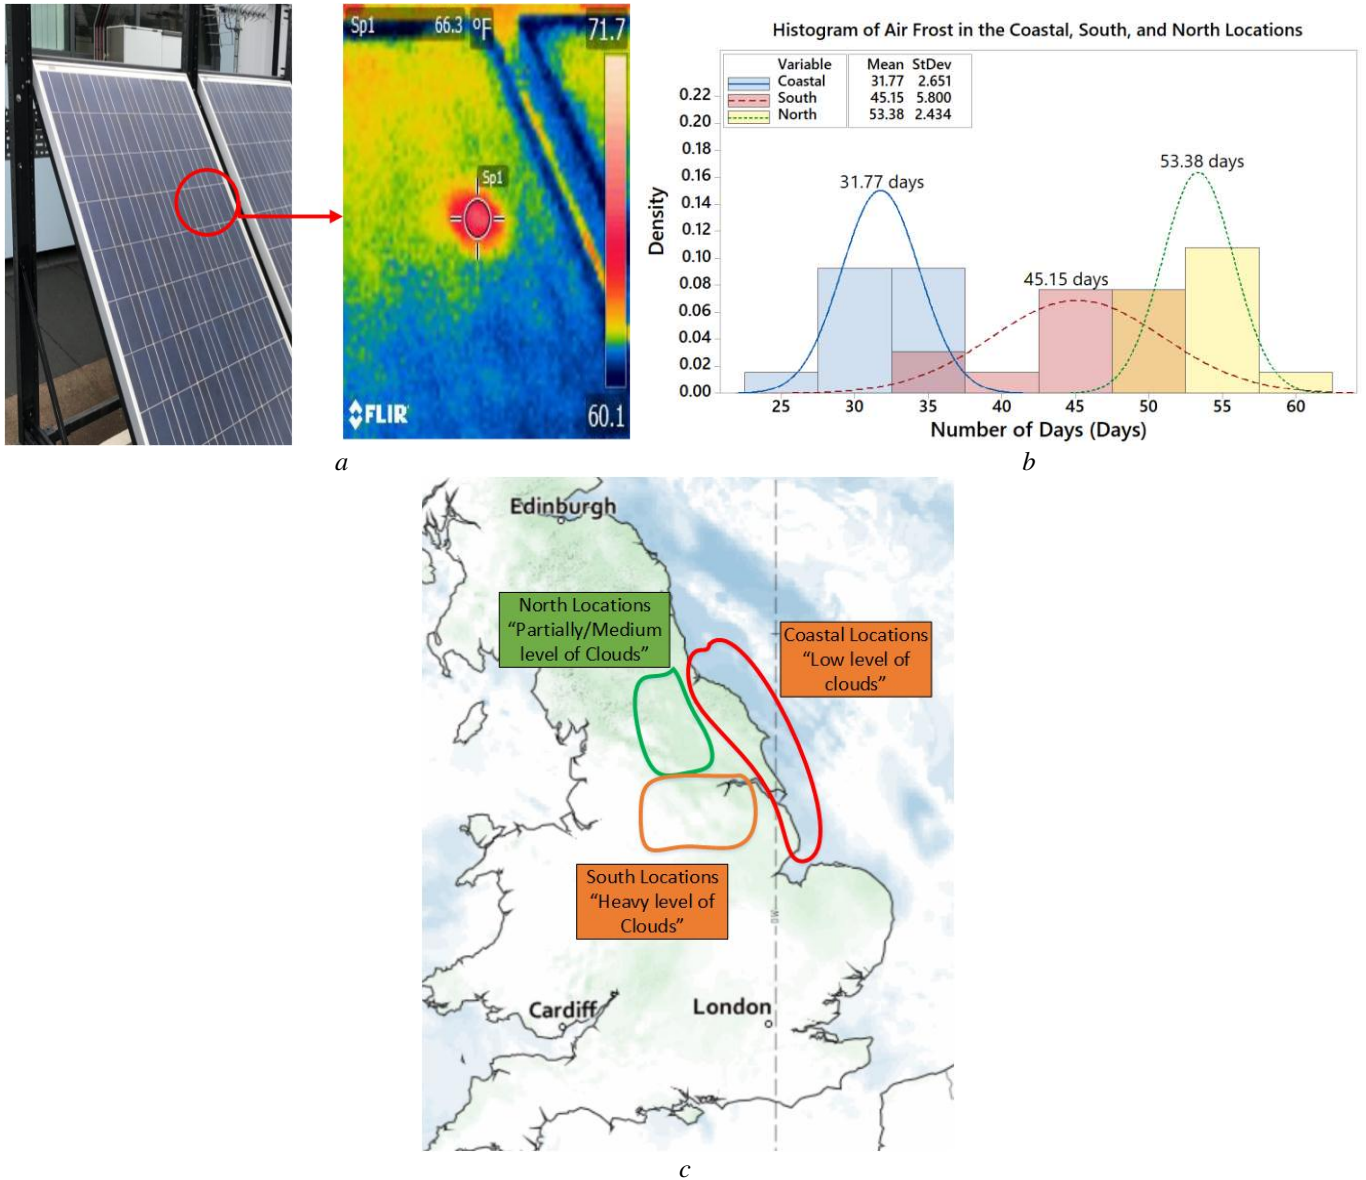 Sp1 66.3 °F 71.7
Sp1
FLIR 60.1
a
Histogram of Air Frost in the Coastal, South, and North Locations
Variable Mean StDev
Coastal 31.77 2.651
South 45.15 5.800
North 53.38 2.434
0.22
0.20
0.18
0.16
0.14
0.12
0.10
0.08
0.06
0.04
0.02
0.00
Density
31.77 days
45.15 days
53.38 days
25 30 35 40 45 50 55 60
Number of Days (Days)
b
Edinburgh
North Locations
“Partially/Medium
level of Clouds”
Coastal Locations
“Low level of
clouds”
South Locations
“Heavy level of
Clouds”
Cardiff
London
c